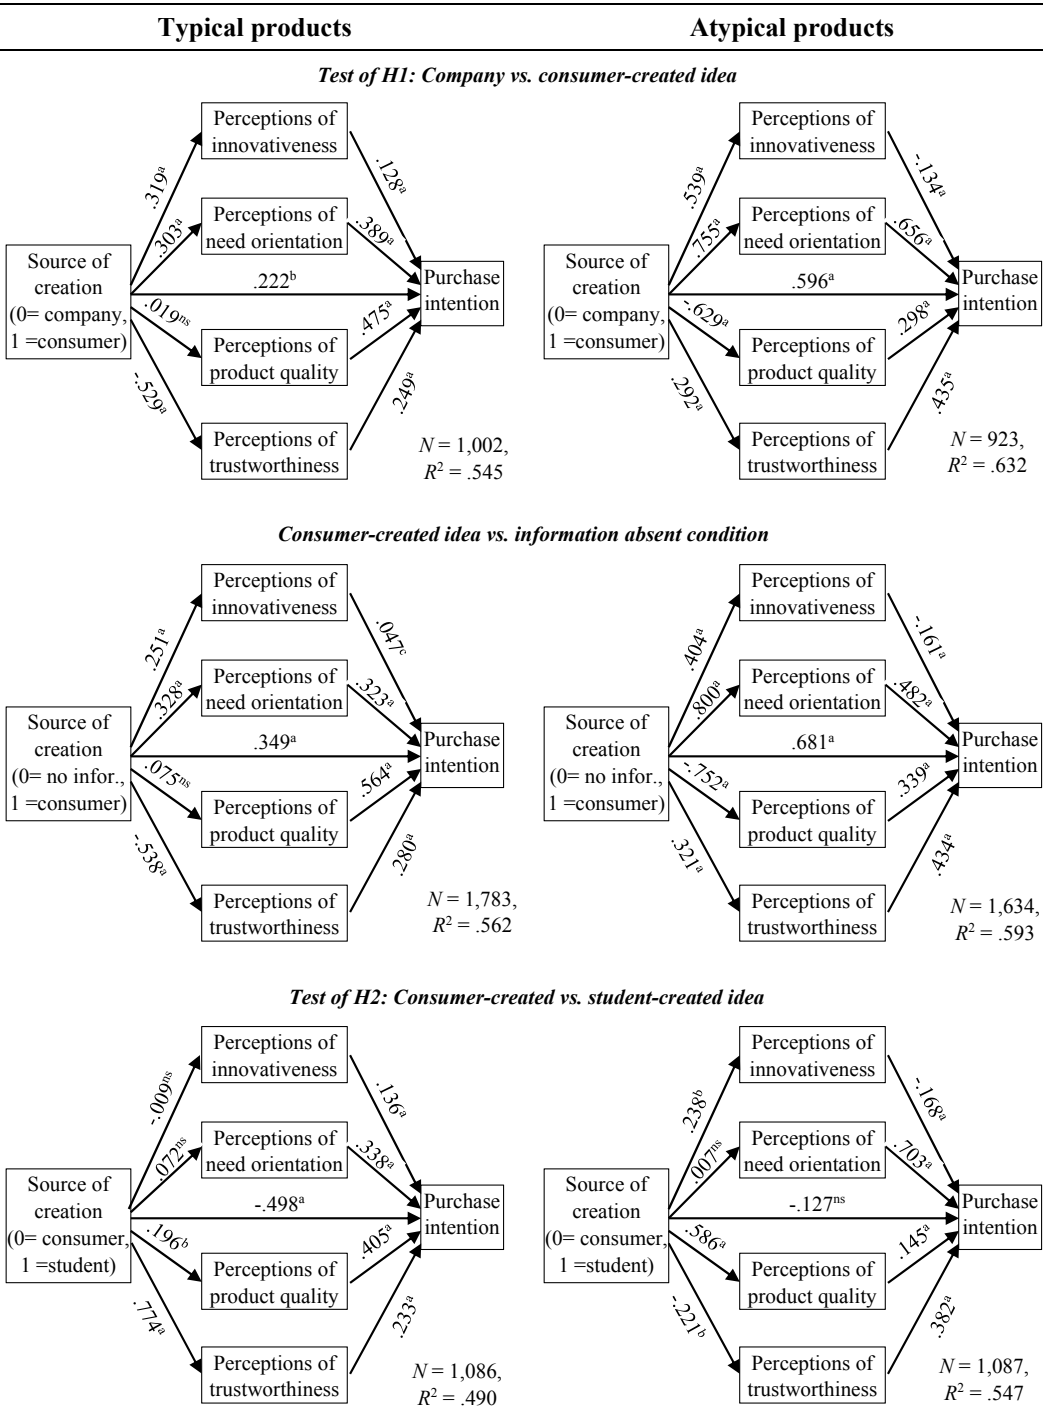 Typical products
Atypical products
Test of H1: Company vs. consumer-created idea
Perceptions of
innovativeness
.319ᵃ
.128ᵃ
Perceptions of
need orientation
.303ᵃ
.389ᵃ
Source of
creation
(0= company,
1 =consumer)
.222ᵇ
Purchase
intention
.019ⁿˢ
.475ᵃ
Perceptions of
product quality
-.529ᵃ
.249ᵃ
Perceptions of
trustworthiness
N = 1,002,
R² = .545
Perceptions of
innovativeness
.539ᵃ
-.134ᵃ
Perceptions of
need orientation
.755ᵃ
.656ᵃ
Source of
creation
(0= company,
1 =consumer)
.596ᵃ
Purchase
intention
-.629ᵃ
.298ᵃ
Perceptions of
product quality
.292ᵃ
.435ᵃ
Perceptions of
trustworthiness
N = 923,
R² = .632
Consumer-created idea vs. information absent condition
Perceptions of
innovativeness
.251ᵃ
.047ᶜ
Perceptions of
need orientation
.328ᵃ
.323ᵃ
Source of
creation
(0= no infor.,
1 =consumer)
.349ᵃ
Purchase
intention
.075ⁿˢ
.564ᵃ
Perceptions of
product quality
-.538ᵃ
.280ᵃ
Perceptions of
trustworthiness
N = 1,783,
R² = .562
Perceptions of
innovativeness
.404ᵃ
-.161ᵃ
Perceptions of
need orientation
.800ᵃ
.482ᵃ
Source of
creation
(0= no infor.,
1 =consumer)
.681ᵃ
Purchase
intention
-.752ᵃ
.339ᵃ
Perceptions of
product quality
.321ᵃ
.434ᵃ
Perceptions of
trustworthiness
N = 1,634,
R² = .593
Test of H2: Consumer-created vs. student-created idea
Perceptions of
innovativeness
-.009ⁿˢ
.136ᵃ
Perceptions of
need orientation
.072ⁿˢ
.338ᵃ
Source of
creation
(0= consumer,
1 =student)
-.498ᵃ
Purchase
intention
.196ᵇ
.405ᵃ
Perceptions of
product quality
.774ᵃ
.233ᵃ
Perceptions of
trustworthiness
N = 1,086,
R² = .490
Perceptions of
innovativeness
.238ᵇ
-.168ᵃ
Perceptions of
need orientation
.007ⁿˢ
.703ᵃ
Source of
creation
(0= consumer,
1 =student)
-.127ⁿˢ
Purchase
intention
.586ᵃ
.145ᵃ
Perceptions of
product quality
-.221ᵇ
.382ᵃ
Perceptions of
trustworthiness
N = 1,087,
R² = .547